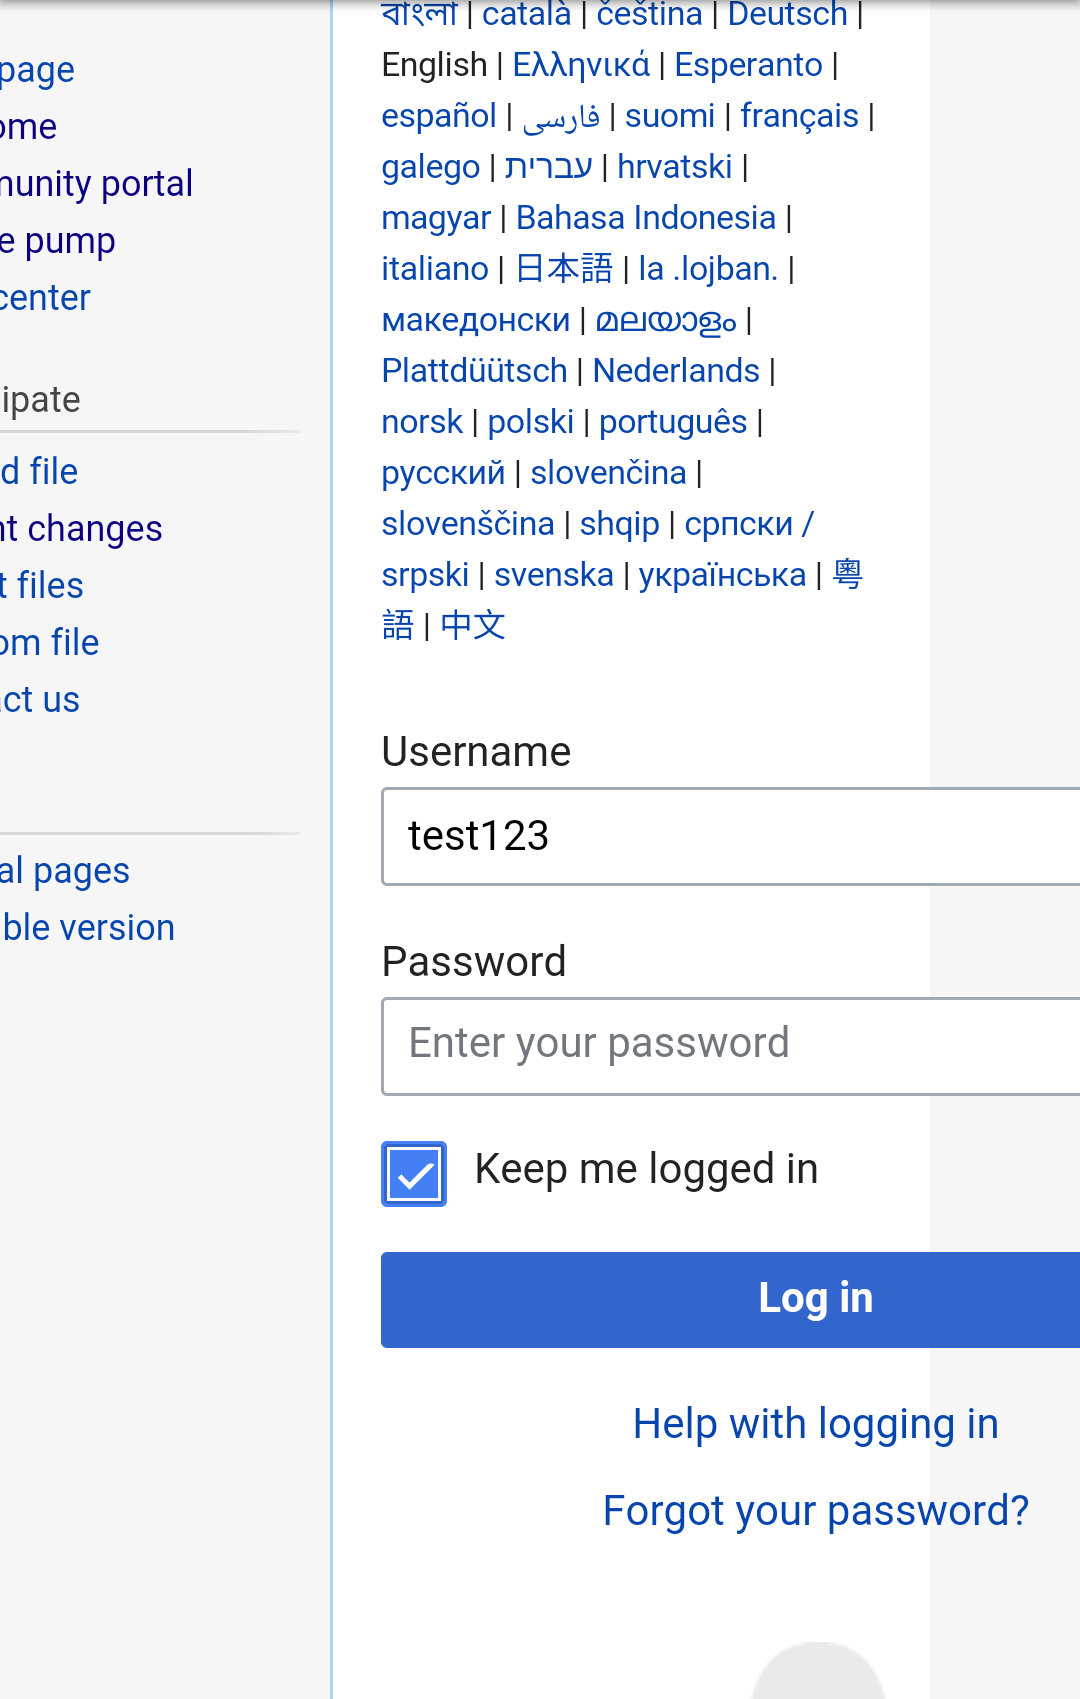 page
ome
munity portal
e pump
center
ipate
d file
nt changes
t files
om file
act us
al pages
ble version
বাংলা | català | čeština | Deutsch |
English | Ελληνικά | Esperanto |
español | فارسی | suomi | français |
galego | עברית | hrvatski |
magyar | Bahasa Indonesia |
italiano | 日本語 | la .lojban. |
македонски | മലയാളം |
Plattdüütsch | Nederlands |
norsk | polski | português |
русский | slovenčina |
slovenščina | shqip | српски /
srpski | svenska | українська | 粵
語 | 中文
Username
test123
Password
Enter your password
Keep me logged in
Log in
Help with logging in
Forgot your password?